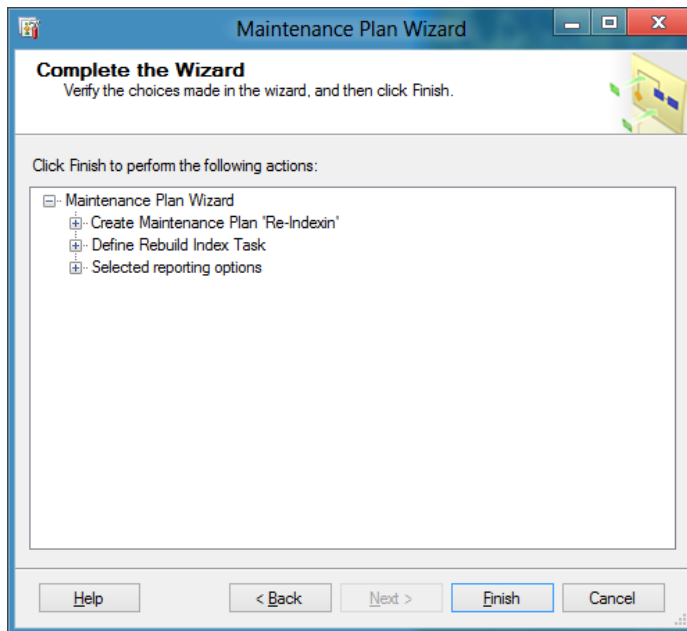 Maintenance Plan Wizard
Complete the Wizard
Verify the choices made in the wizard, and then click Finish.
Click Finish to perform the following actions:
Maintenance Plan Wizard
Create Maintenance Plan 'Re-Indexin'
Define Rebuild Index Task
Selected reporting options
Help < Back Next > Finish Cancel